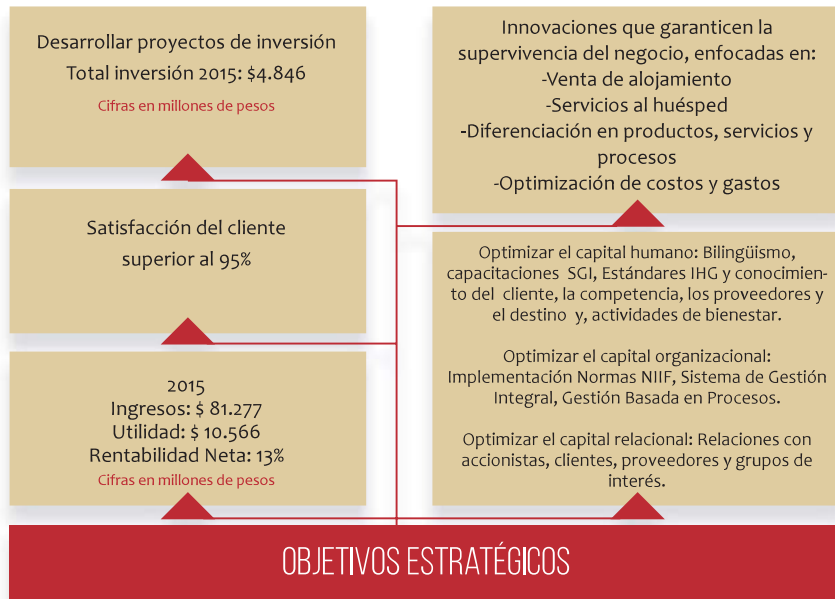 Desarrollar proyectos de inversión
Total inversión 2015: $4.846
Cifras en millones de pesos
Innovaciones que garanticen la
supervivencia del negocio, enfocadas en:
-Venta de alojamiento
-Servicios al huésped
-Diferenciación en productos, servicios y
procesos
-Optimización de costos y gastos
Satisfacción del cliente
superior al 95%
Optimizar el capital humano: Bilingüismo,
capacitaciones SGI, Estándares IHG y conocimien-
to del cliente, la competencia, los proveedores y
el destino y, actividades de bienestar.
Optimizar el capital organizacional:
Implementación Normas NIIF, Sistema de Gestión
Integral, Gestión Basada en Procesos.
Optimizar el capital relacional: Relaciones con
accionistas, clientes, proveedores y grupos de
interés.
2015
Ingresos: $ 81.277
Utilidad: $ 10.566
Rentabilidad Neta: 13%
Cifras en millones de pesos
OBJETIVOS ESTRATÉGICOS